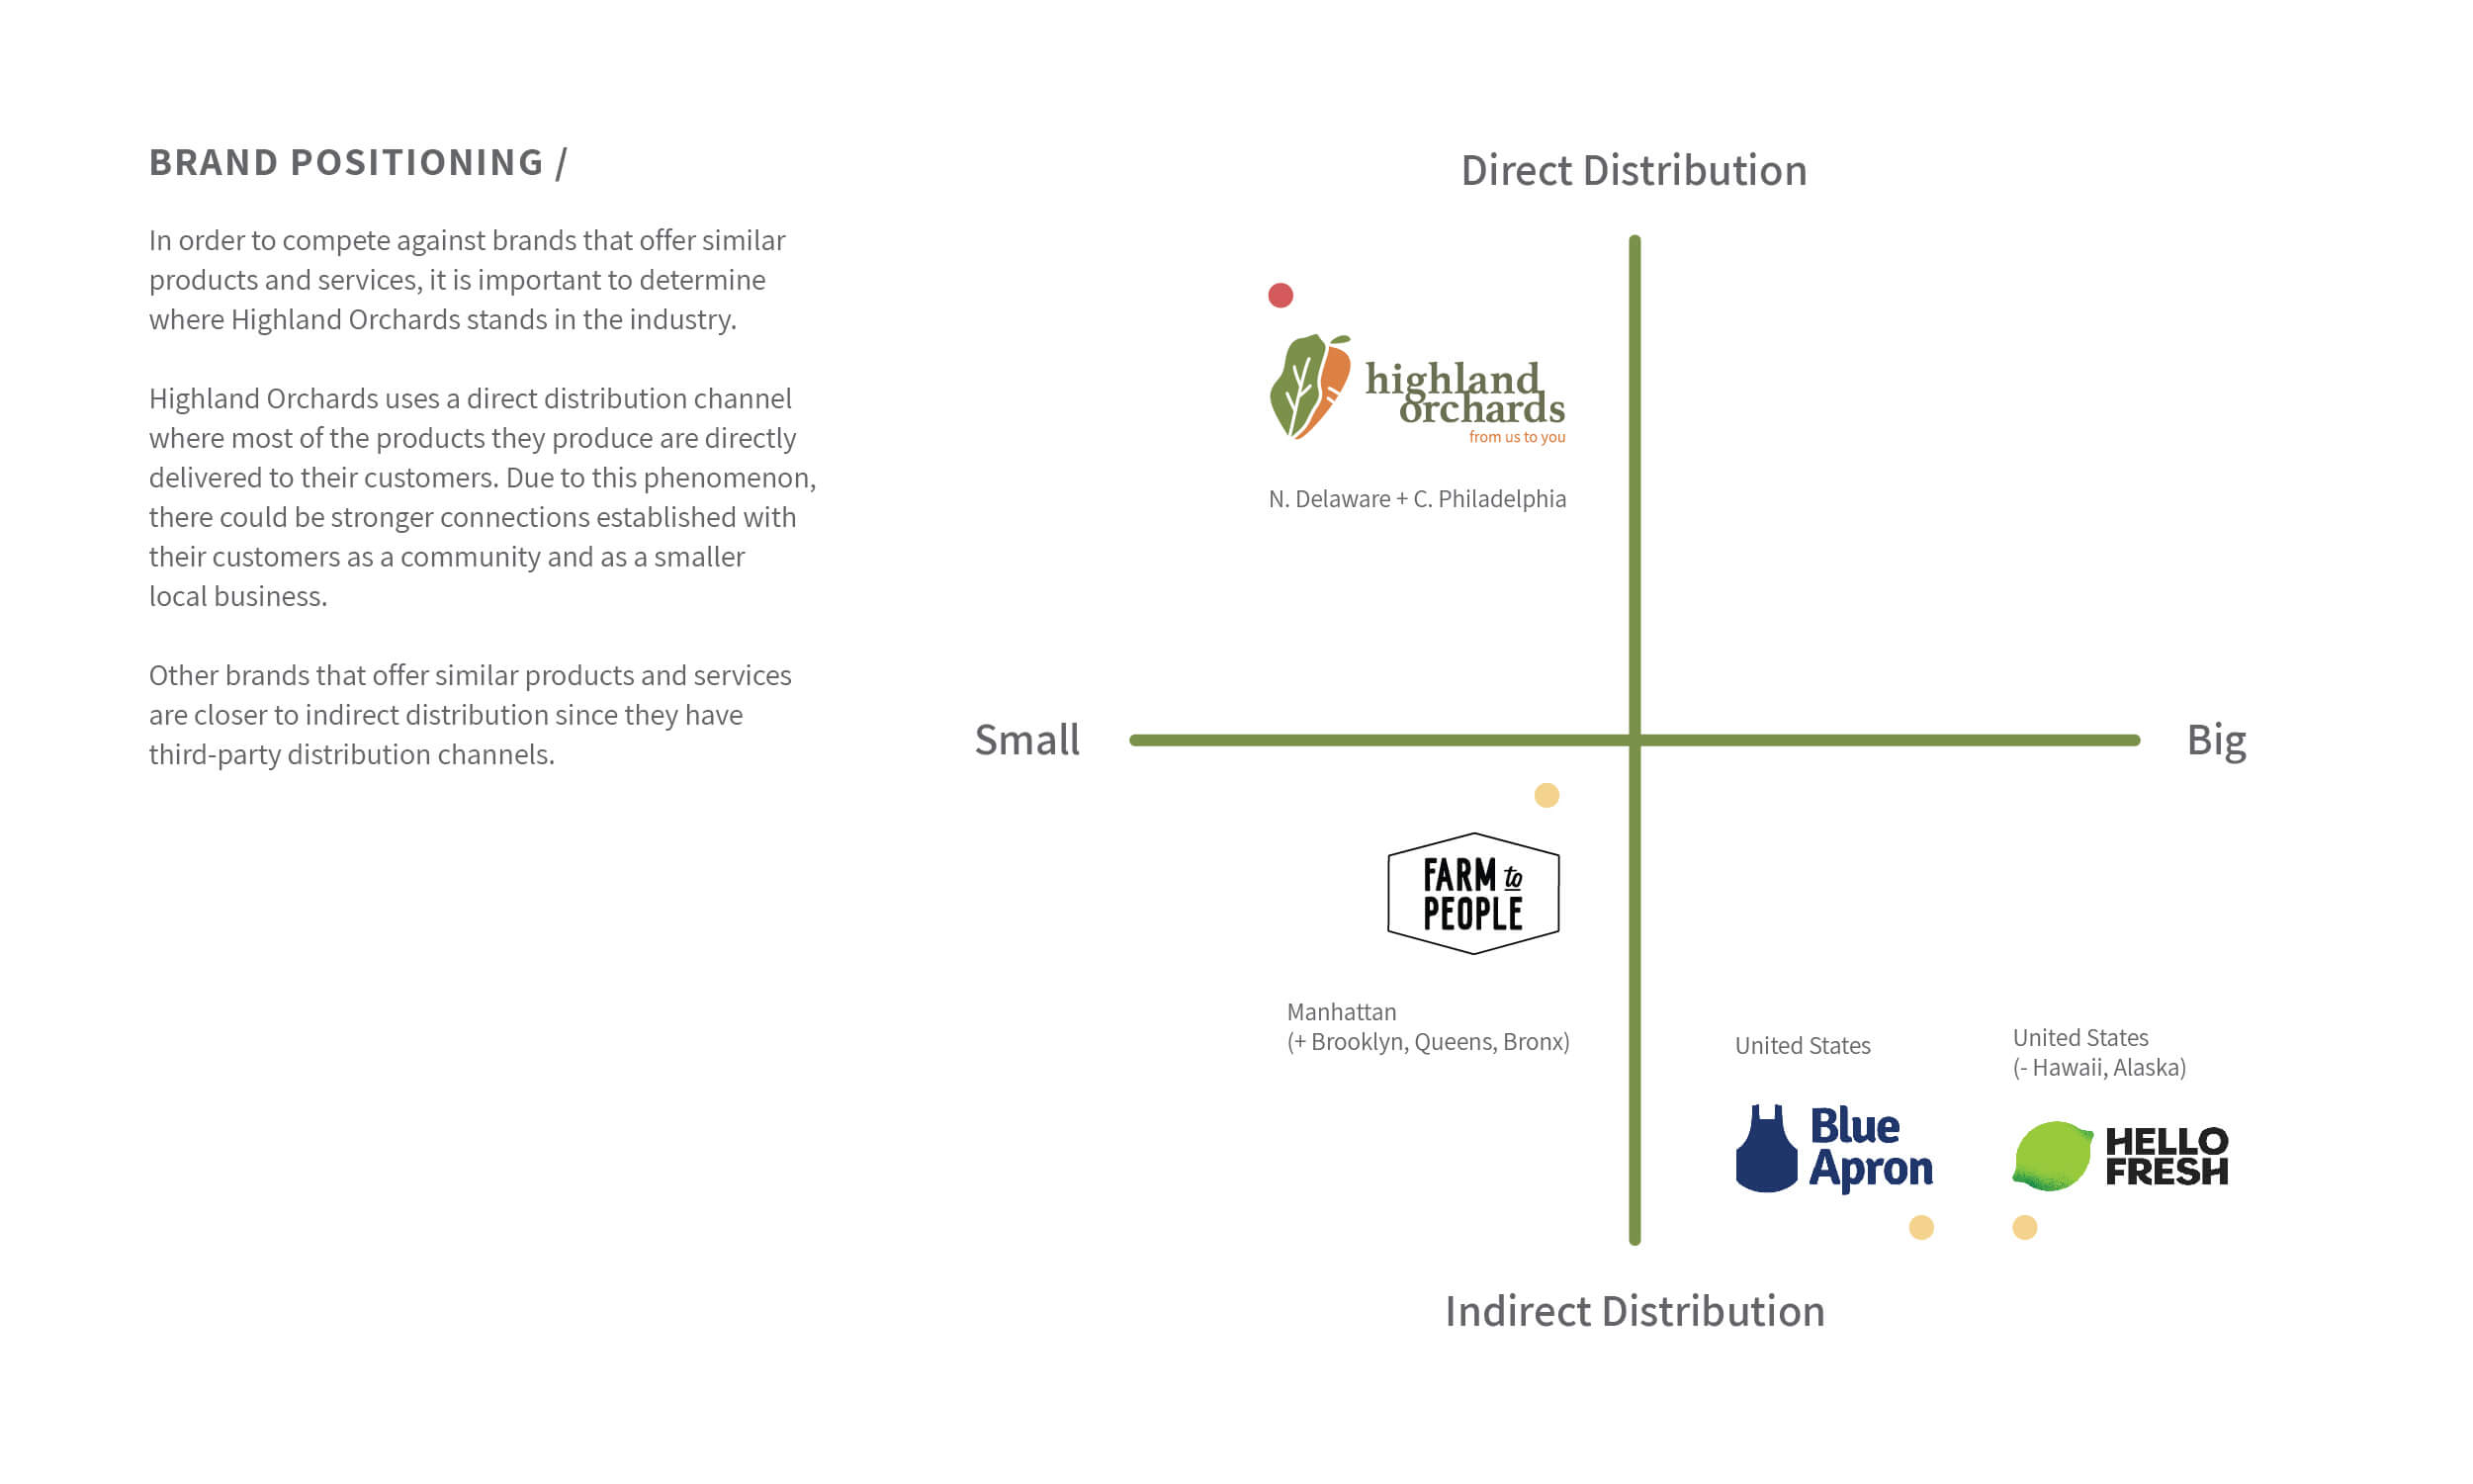 BRAND POSITIONING /
In order to compete against brands that offer similar
products and services, it is important to determine
where Highland Orchards stands in the industry.
Highland Orchards uses a direct distribution channel
where most of the products they produce are directly
delivered to their customers. Due to this phenomenon,
there could be stronger connections established with
their customers as a community and as a smaller
local business.
Other brands that offer similar products and services
are closer to indirect distribution since they have
third-party distribution channels.
Direct Distribution
highland
orchards
from us to you
N. Delaware + C. Philadelphia
Small
Big
FARM to
PEOPLE
Manhattan
(+ Brooklyn, Queens, Bronx)
United States
Blue
Apron
United States
(- Hawaii, Alaska)
HELLO
FRESH
Indirect Distribution